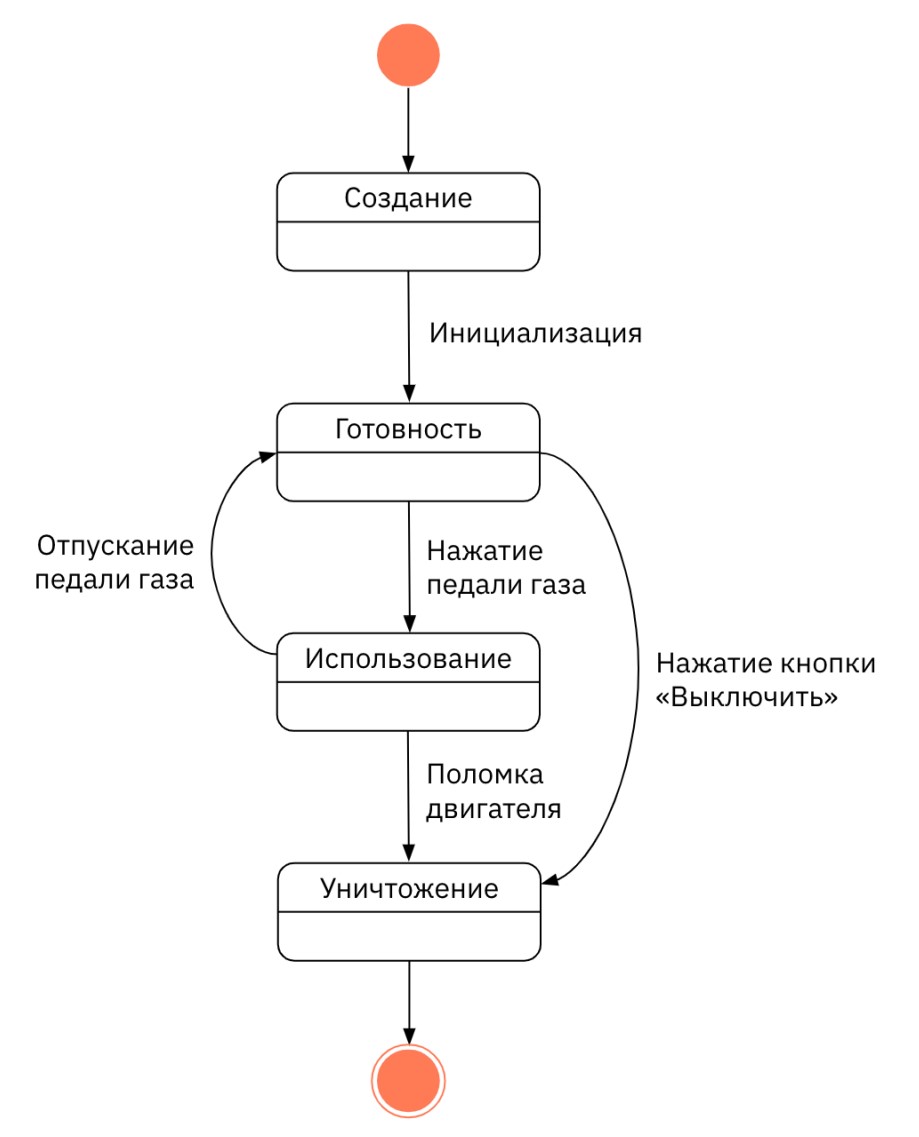 Создание
Инициализация
Готовность
Отпускание
педали газа
Нажатие
педали газа
Использование
Нажатие кнопки
«Выключить»
Поломка
двигателя
Уничтожение